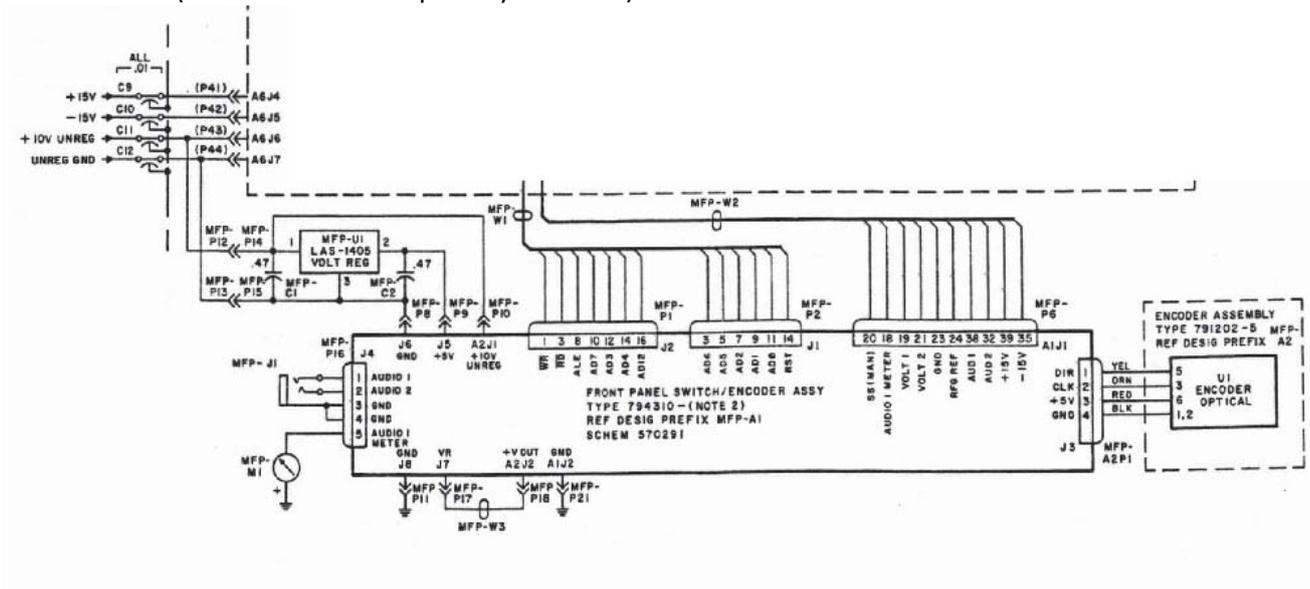 ALL
.01
C9
(P41)
+15V
A6J4
C10
(P42)
-15V
A6J5
C11
(P43)
+10V UNREG
A6J6
C12
(P44)
UNREG GND
A6J7
MFP-
W1
MFP-W2
MFP-
P12
MFP-
P14
1
MFP-U1
LAS-1405
VOLT REG
2
3
.47
MFP-
C1
.47
MFP-
C2
MFP-
P13
MFP-
P15
MFP-
P8
MFP-
P9
MFP-
P10
MFP-
P1
MFP-
P2
MFP-
P6
J6
GND
J5
+5V
A2J1
+10V
UNREG
1 3 8 10 12 14 16
J2
WR
RD
ALE
AD7
AD3
AD4
AD12
3 5 7 9 11 14
J1
AD6
AD5
AD2
AD1
AD8
RST
20 18 19 21 23 24 38 32 39 35
A1J1
SS(MAN)
AUDIO 1 METER
VOLT 1
VOLT 2
GND
RFG REF
AUD 1
AUD 2
+15V
-15V
MFP-
P16
J4
MFP-J1
1 AUDIO 1
2 AUDIO 2
3 GND
4 GND
5 AUDIO 1
METER
MFP-
M1
+
FRONT PANEL SWITCH/ENCODER ASSY
TYPE 794310-(NOTE 2)
REF DESIG PREFIX MFP-A1
SCHEM 570291
GND
J8
VR
J7
+VOUT
A2J2
GND
A1J2
MFP
P11
MFP-
P17
MFP
P18
MFP-
P21
MFP-W3
DIR 1
CLK 2
+5V 3
GND 4
J3
MFP-
A2P1
YEL
ORN
RED
BLK
ENCODER ASSEMBLY
TYPE 791202-5
REF DESIG PREFIX MFP-
A2
5
3
6
1,2
U1
ENCODER
OPTICAL